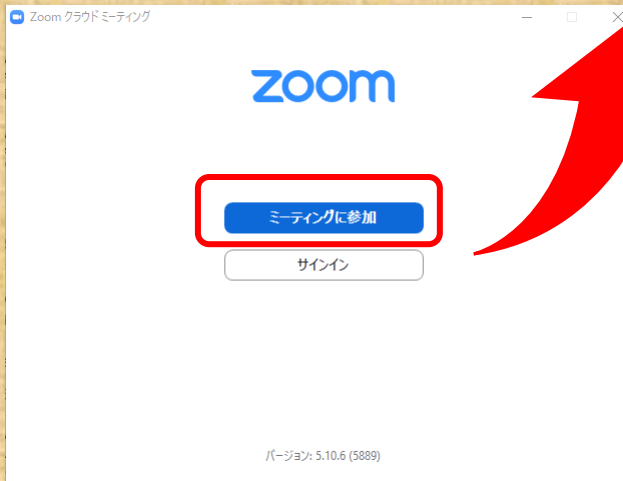 Zoom クラウドミーティング
zoom
ミーティングに参加
サインイン
バージョン: 5.10.6 (5889)